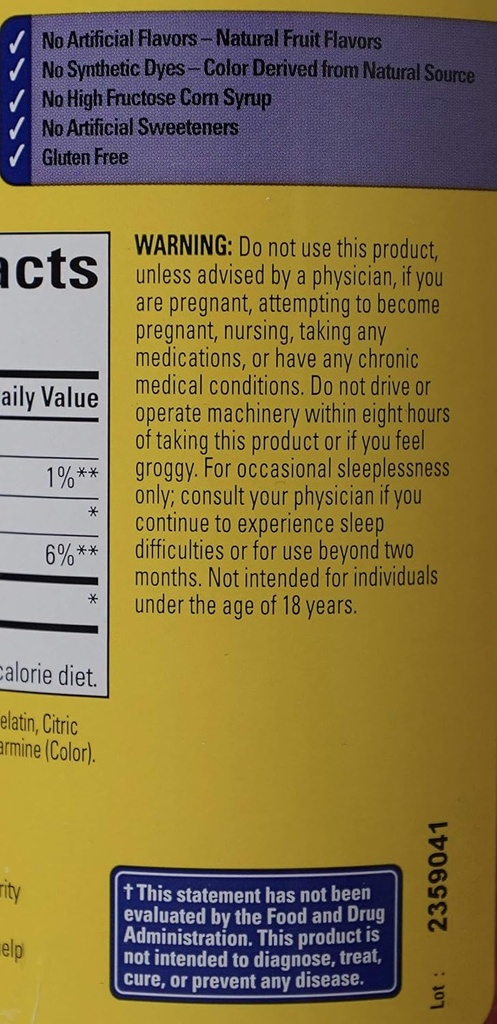 No Artificial Flavors – Natural Fruit Flavors
No Synthetic Dyes – Color Derived from Natural Source
No High Fructose Corn Syrup
No Artificial Sweeteners
Gluten Free
acts
aily Value
1%**
*
6%**
*
calorie diet.
elatin, Citric
armine (Color).
WARNING: Do not use this product,
unless advised by a physician, if you
are pregnant, attempting to become
pregnant, nursing, taking any
medications, or have any chronic
medical conditions. Do not drive or
operate machinery within eight hours
of taking this product or if you feel
groggy. For occasional sleeplessness
only; consult your physician if you
continue to experience sleep
difficulties or for use beyond two
months. Not intended for individuals
under the age of 18 years.
rity
elp
† This statement has not been
evaluated by the Food and Drug
Administration. This product is
not intended to diagnose, treat,
cure, or prevent any disease.
Lot : 2359041